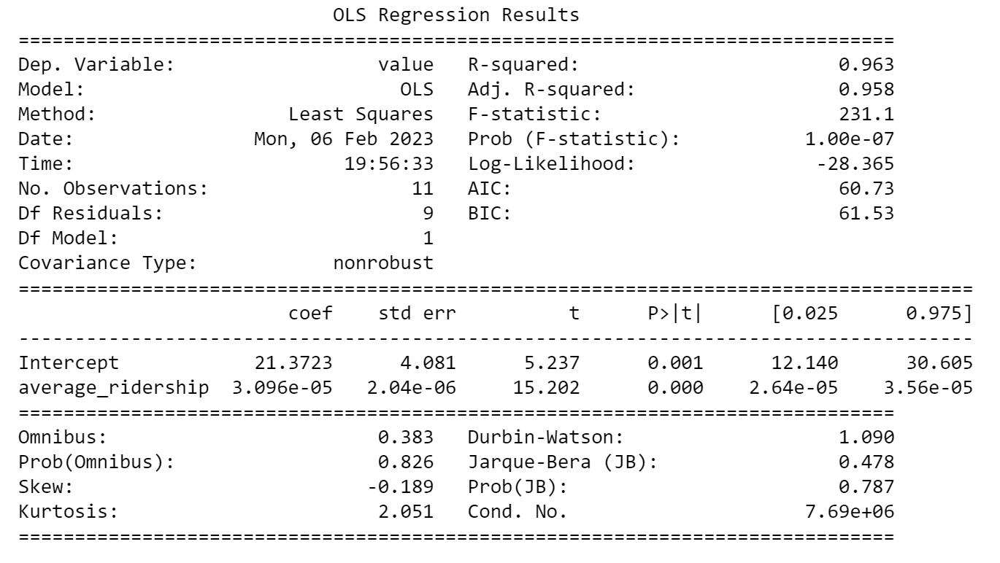 OLS Regression Results
==============================================================================
Dep. Variable:                  value   R-squared:                       0.963
Model:                            OLS   Adj. R-squared:                  0.958
Method:                 Least Squares   F-statistic:                     231.1
Date:                Mon, 06 Feb 2023   Prob (F-statistic):           1.00e-07
Time:                        19:56:33   Log-Likelihood:                -28.365
No. Observations:                  11   AIC:                             60.73
Df Residuals:                       9   BIC:                             61.53
Df Model:                           1
Covariance Type:            nonrobust
=====================================================================================
                        coef    std err          t      P>|t|      [0.025      0.975]
-------------------------------------------------------------------------------------
Intercept            21.3723      4.081      5.237      0.001      12.140      30.605
average_ridership  3.096e-05   2.04e-06     15.202      0.000    2.64e-05    3.56e-05
==============================================================================
Omnibus:                        0.383   Durbin-Watson:                   1.090
Prob(Omnibus):                  0.826   Jarque-Bera (JB):                0.478
Skew:                          -0.189   Prob(JB):                        0.787
Kurtosis:                       2.051   Cond. No.                     7.69e+06
==============================================================================